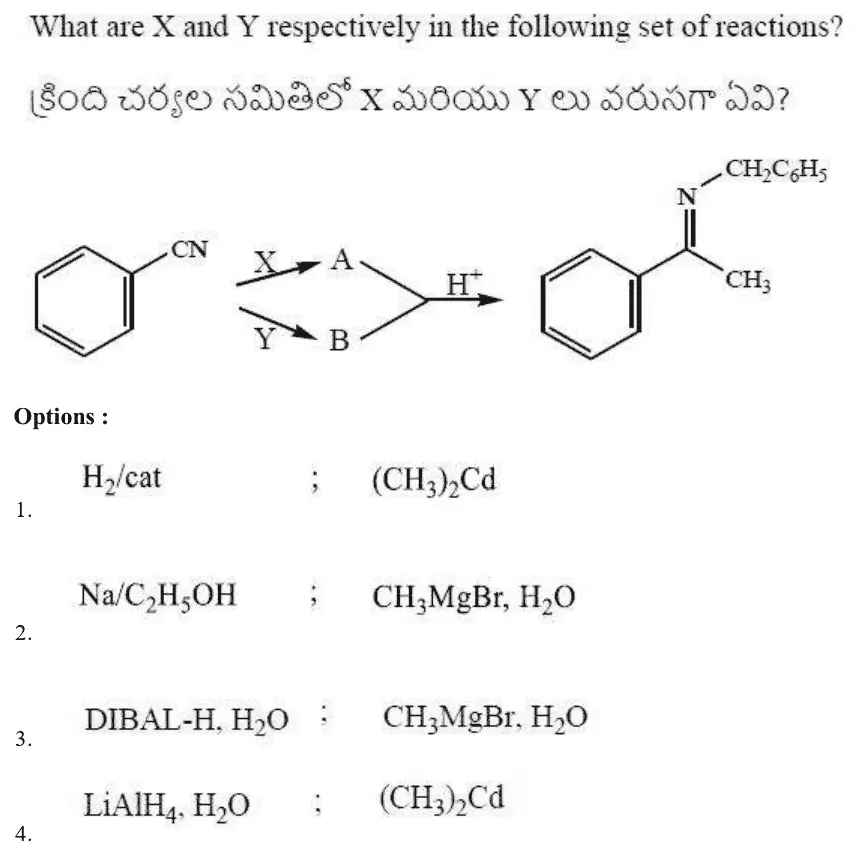 What are X and Y respectively in the following set of reactions?
క్రింది చర్యల సమితిలో X మరియు Y లు వరుసగా ఏవి?
CH₂C₆H₅
N
CN
X
A
H⁺
CH₃
Y
B
Options :
H₂/cat ; (CH₃)₂Cd
1.
Na/C₂H₅OH ; CH₃MgBr, H₂O
2.
DIBAL-H, H₂O ; CH₃MgBr, H₂O
3.
LiAlH₄, H₂O ; (CH₃)₂Cd
4.